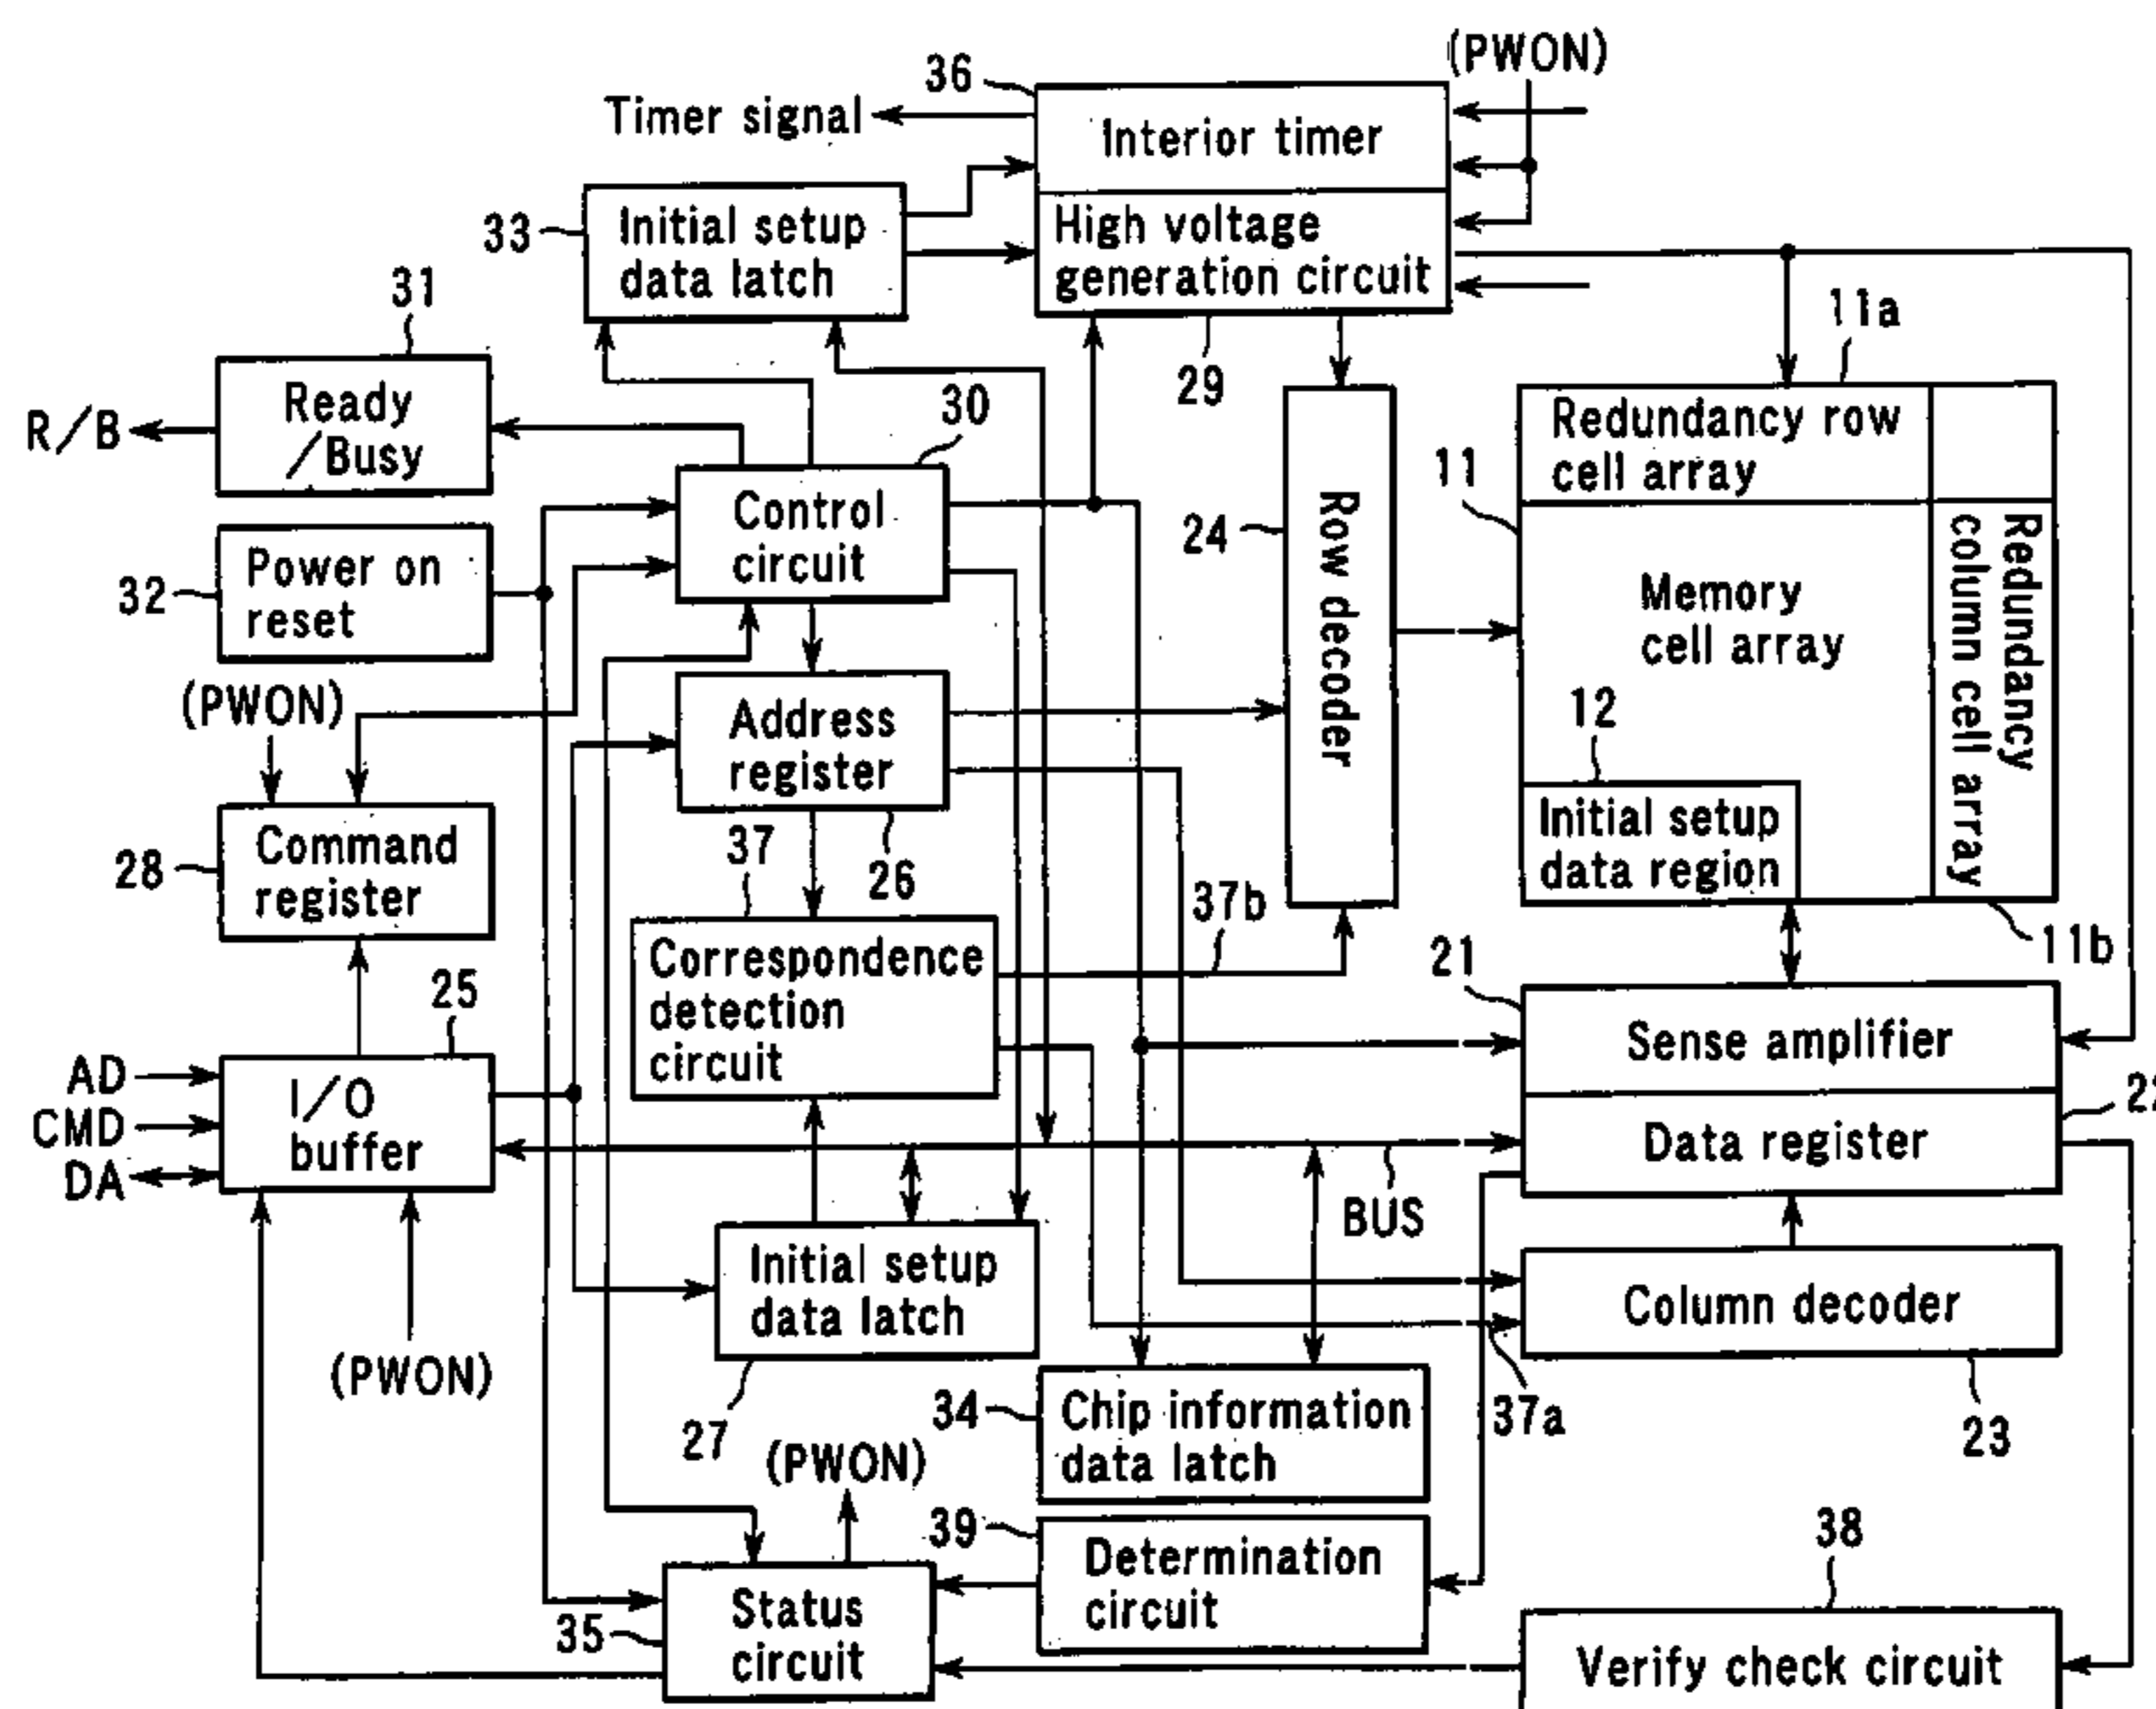 (PWON)
36
Timer signal
Interior timer
33
Initial setup
data latch
High voltage
generation circuit
31
11a
29
Ready
/Busy
R/B
30
Redundancy row
cell array
11
Control
circuit
24
Row decoder
Redundancy
column cell array
Power on
reset
32
Memory
cell array
(PWON)
Address
register
12
Command
register
28
37
26
Initial setup
data region
37b
Correspondence
detection
circuit
11b
25
21
Sense amplifier
AD
CMD
DA
I/O
buffer
22
Data register
BUS
Initial setup
data latch
Column decoder
(PWON)
27
34
Chip information
data latch
37a
23
(PWON)
39
Determination
circuit
38
Status
circuit
35
Verify check circuit